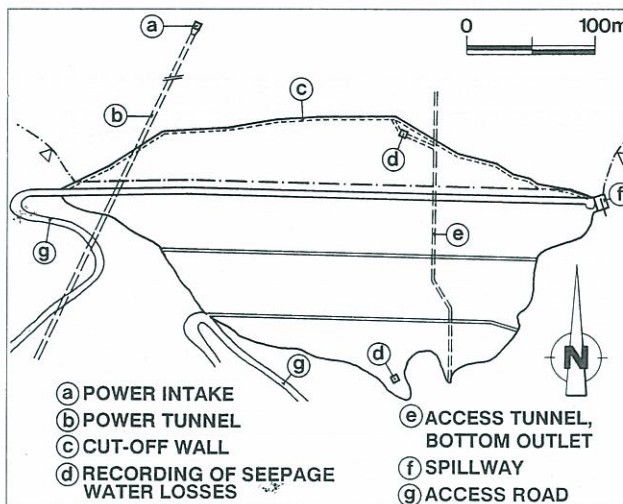 a
0 100m
c
b
d
f
g
e
N
d
g
a POWER INTAKE
b POWER TUNNEL
c CUT-OFF WALL
d RECORDING OF SEEPAGE
WATER LOSSES
e ACCESS TUNNEL,
BOTTOM OUTLET
f SPILLWAY
g ACCESS ROAD